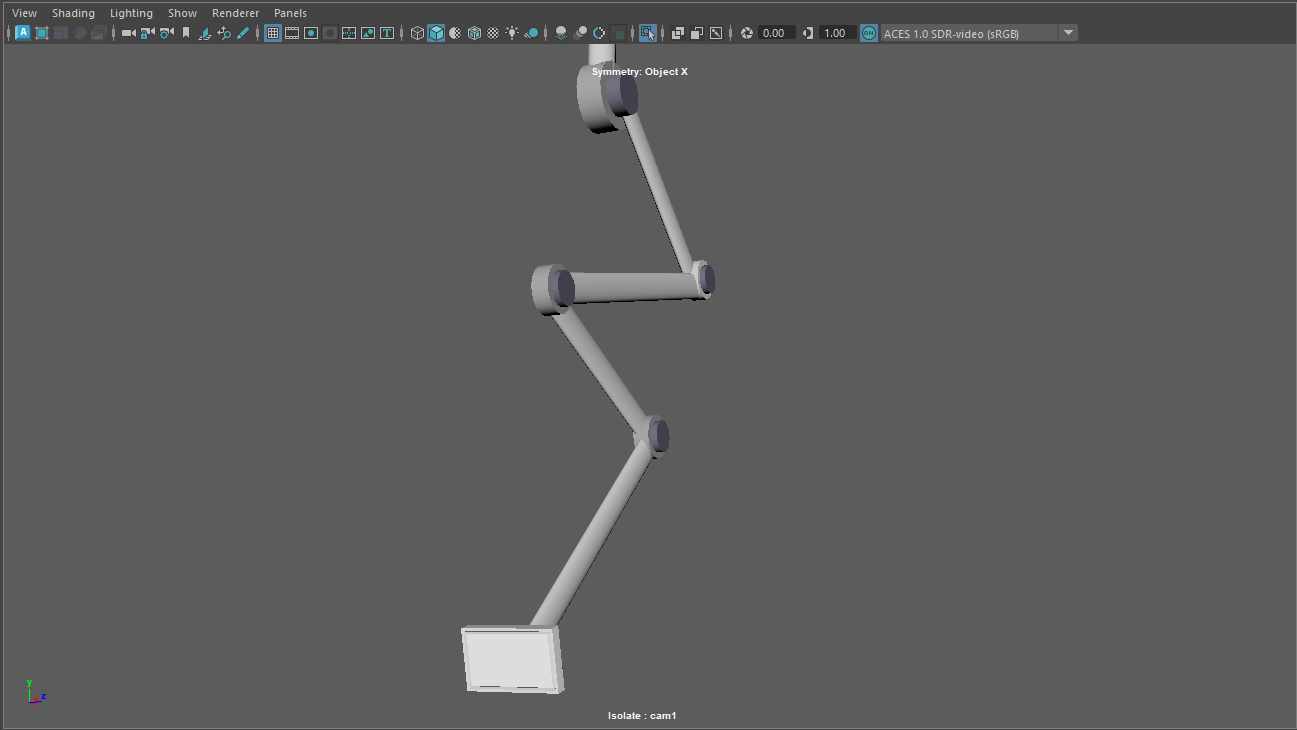 View Shading Lighting Show Renderer Panels
A T 0.00 1.00 ON ACES 1.0 SDR-video (sRGB)
Symmetry: Object X
y
z
Isolate : cam1